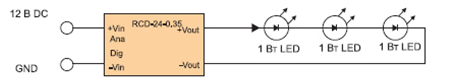 12 В DC
RCD-24-0,35
+Vin
+Vout
Ana
Dig
GND
–Vin
–Vout
1 Вт LED
1 Вт LED
1 Вт LED